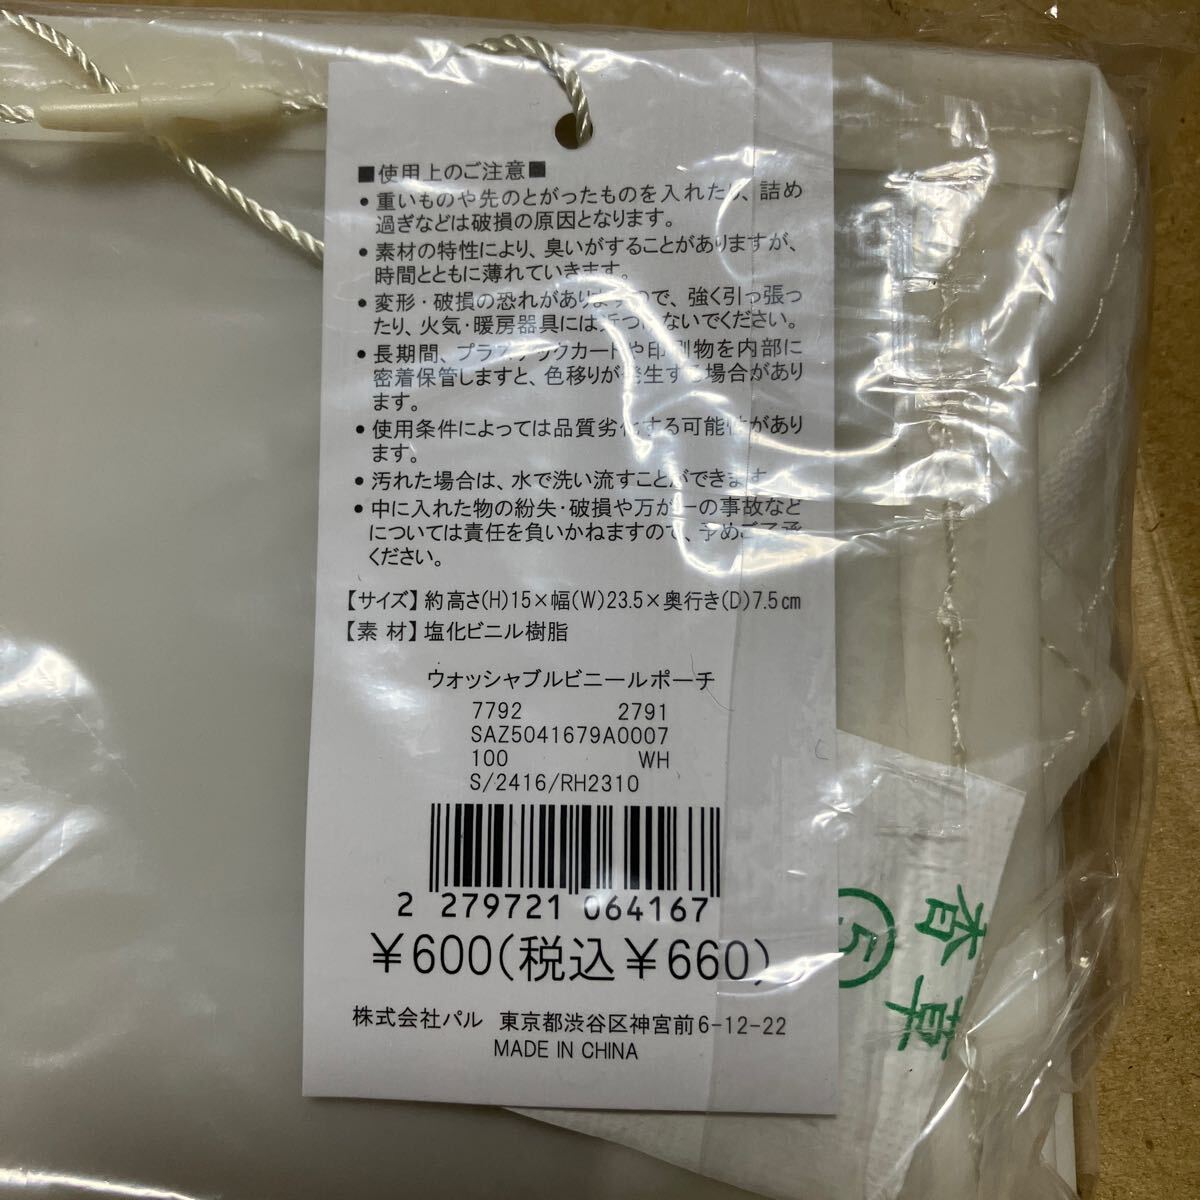 ■使用上のご注意■
●重いものや先のとがったものを入れたり、詰め
過ぎなどは破損の原因となります。
●素材の特性により、臭いがすることがありますが、
時間とともに薄れていきます。
●変形・破損の恐れがありますので、強く引っ張っ
たり、火気・暖房器具には近づけないでください。
●長期間、プラスチックカードや印刷物を内部に
密着保管しますと、色移りが発生する場合があり
ます。
●使用条件によっては品質劣化する可能性があり
ます。
●汚れた場合は、水で洗い流すことができます
●中に入れた物の紛失・破損や万が一の事故など
については責任を負いかねますので、予めご了承
ください。
【サイズ】約高さ(H)15×幅(W)23.5×奥行き(D)7.5cm
【素 材】塩化ビニル樹脂
ウォッシャブルビニールポーチ
7792 2791
SAZ5041679A0007
100 WH
S/2416/RH2310
2 279721 064167
￥600(税込￥660)
株式会社パル 東京都渋谷区神宮前6-12-22
MADE IN CHINA
香草
5